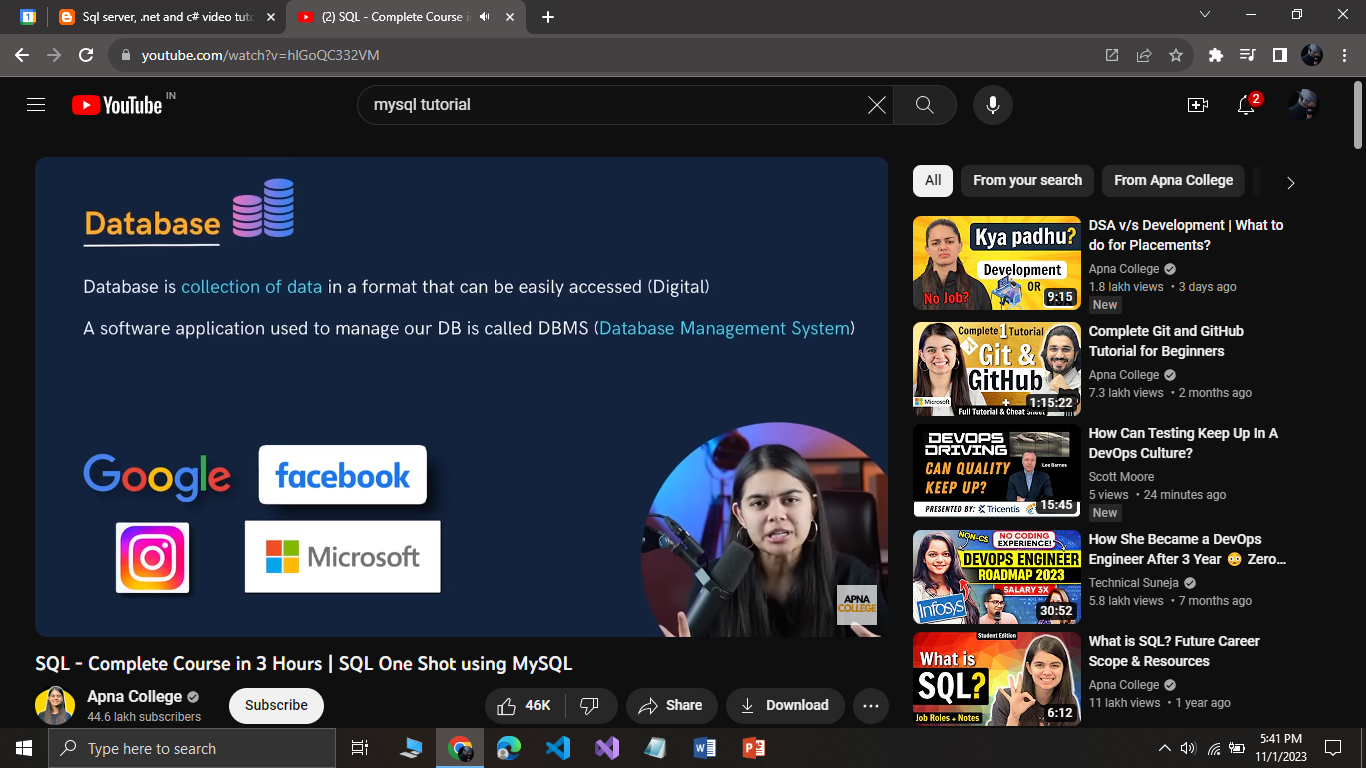 1
Sql server, .net and c# video tuto
(2) SQL - Complete Course i
youtube.com/watch?v=hlGoQC332VM
YouTube IN
mysql tutorial
2
Database
Database is collection of data in a format that can be easily accessed (Digital)
A software application used to manage our DB is called DBMS (Database Management System)
Google
facebook
Microsoft
APNA
COLLEGE
SQL - Complete Course in 3 Hours | SQL One Shot using MySQL
Apna College
44.6 lakh subscribers
Subscribe
46K
Share
Download
All
From your search
From Apna College
Kya padhu?
Development
OR
No Job?
9:15
DSA v/s Development | What to
do for Placements?
Apna College
1.8 lakh views • 3 days ago
New
Complete 1 Tutorial
Git &
GitHub
+
Microsoft
Full Tutorial & Cheat Sheet
1:15:22
Complete Git and GitHub
Tutorial for Beginners
Apna College
7.3 lakh views • 2 months ago
DEVOPS
DRIVING
CAN QUALITY
KEEP UP?
Lee Barnes
PRESENTED BY: Tricentis
15:45
How Can Testing Keep Up In A
DevOps Culture?
Scott Moore
5 views • 24 minutes ago
New
NON-CS
NO CODING
EXPERIENCE!
DEVOPS ENGINEER
ROADMAP 2023
SALARY 3X
Infosys
30:52
How She Became a DevOps
Engineer After 3 Year 😳 Zero...
Technical Suneja
5.8 lakh views • 7 months ago
Student Edition
What is
SQL?
Job Roles + Notes
6:12
What is SQL? Future Career
Scope & Resources
Apna College
11 lakh views • 1 year ago
Type here to search
5:41 PM
11/1/2023